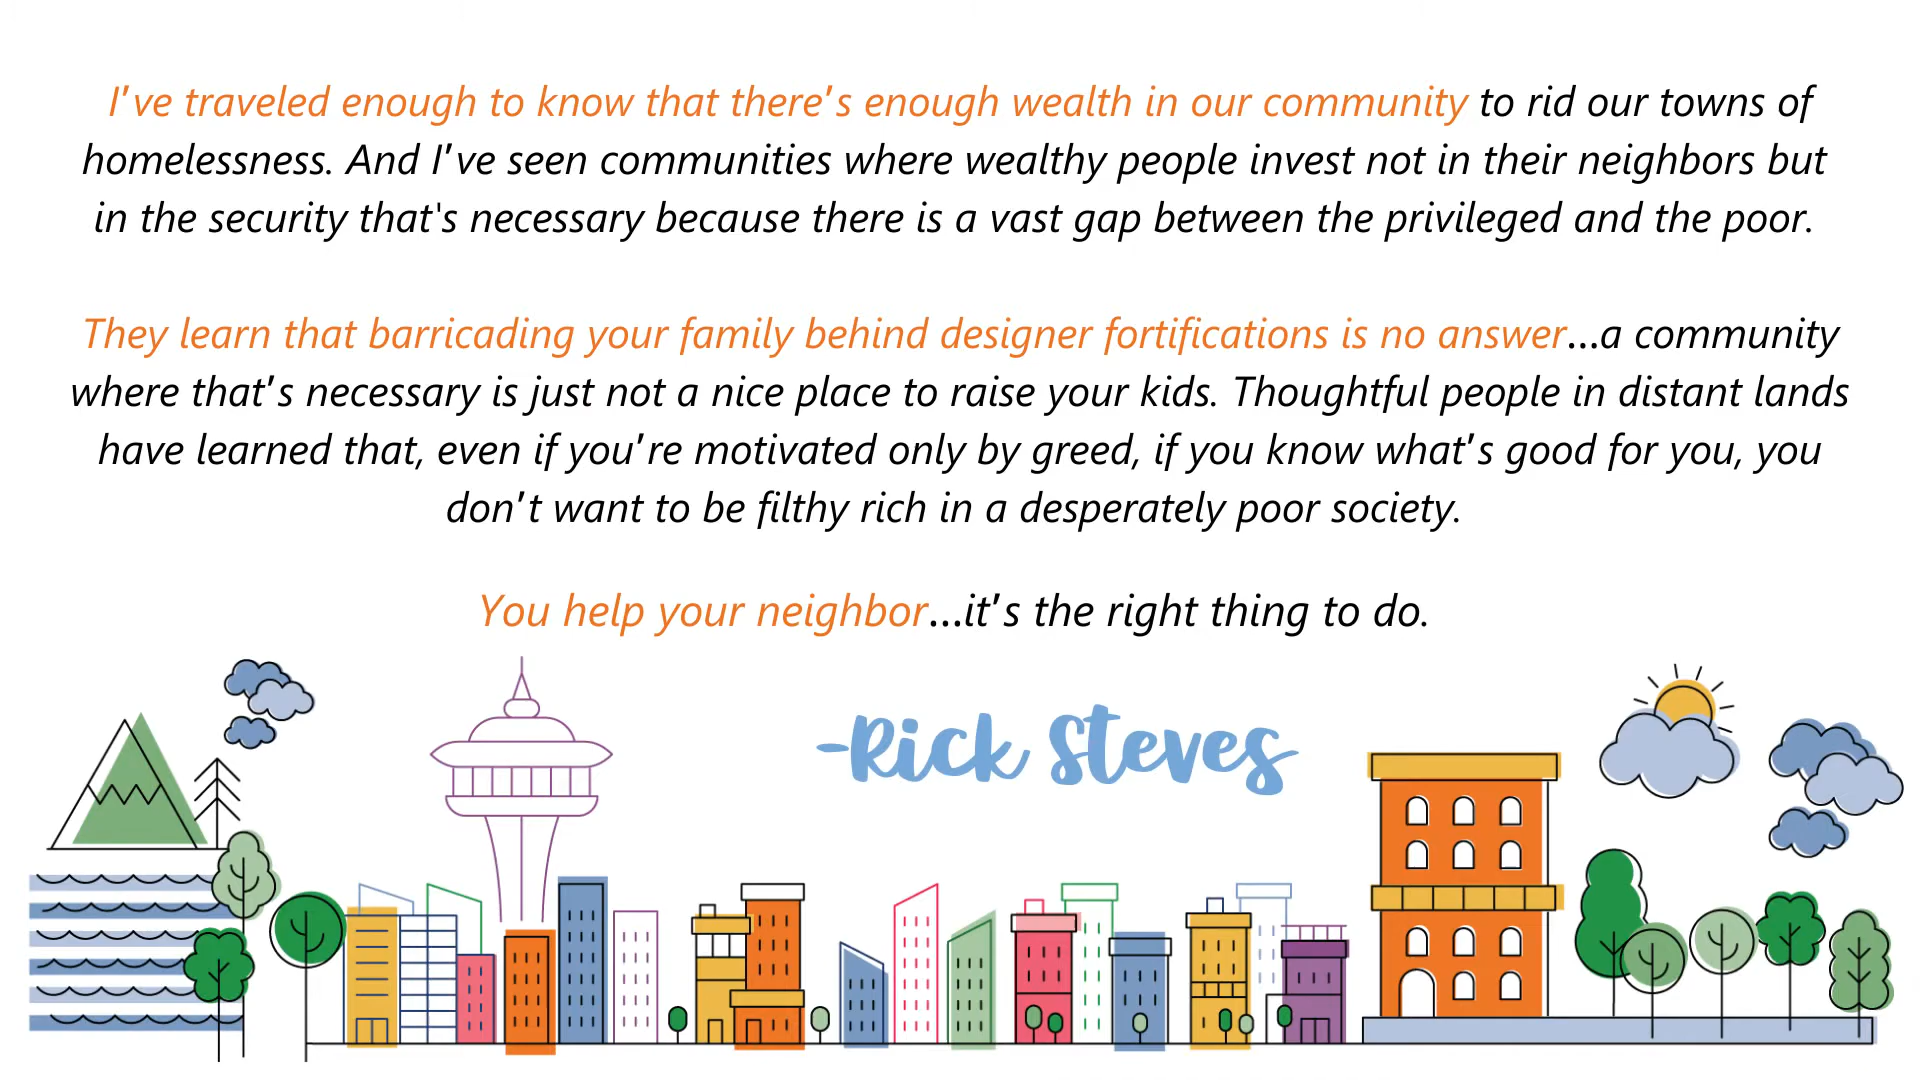 I’ve traveled enough to know that there’s enough wealth in our community to rid our towns of
homelessness. And I’ve seen communities where wealthy people invest not in their neighbors but
in the security that's necessary because there is a vast gap between the privileged and the poor.
They learn that barricading your family behind designer fortifications is no answer...a community
where that’s necessary is just not a nice place to raise your kids. Thoughtful people in distant lands
have learned that, even if you’re motivated only by greed, if you know what’s good for you, you
don’t want to be filthy rich in a desperately poor society.
You help your neighbor...it’s the right thing to do.
-Rick Steves